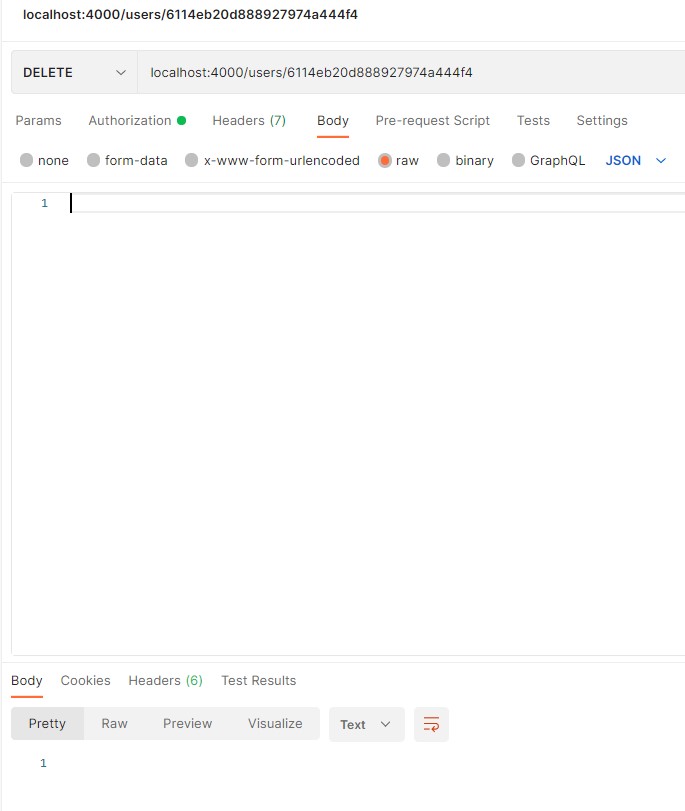 localhost:4000/users/6114eb20d888927974a444f4
DELETE localhost:4000/users/6114eb20d888927974a444f4
Params Authorization Headers (7) Body Pre-request Script Tests Settings
none form-data x-www-form-urlencoded raw binary GraphQL JSON
1
Body Cookies Headers (6) Test Results
Pretty Raw Preview Visualize Text
1